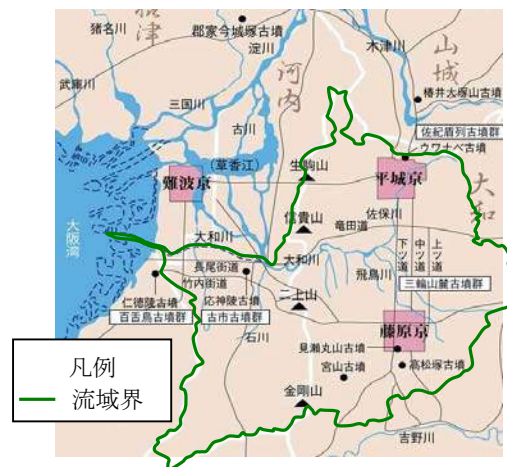 摂津
猪名川
郡家今城塚古墳
淀川
木津川
山城
河内
武庫川
椿井大塚山古墳
三国川
佐紀盾列古墳群
古川
ウワナベ古墳
(草香江)
生駒山
難波京
平城京
大和
信貴山
佐保川
大阪湾
竜田道
大和川
大和川
下ツ道
中ツ道
上ツ道
長尾街道
飛鳥川
竹内街道
三輪山麓古墳群
仁徳陵古墳
応神陵古墳
二上山
百舌鳥古墳群
古市古墳群
藤原京
石川
見瀬丸山古墳
宮山古墳
高松塚古墳
金剛山
吉野川
凡例
流域界